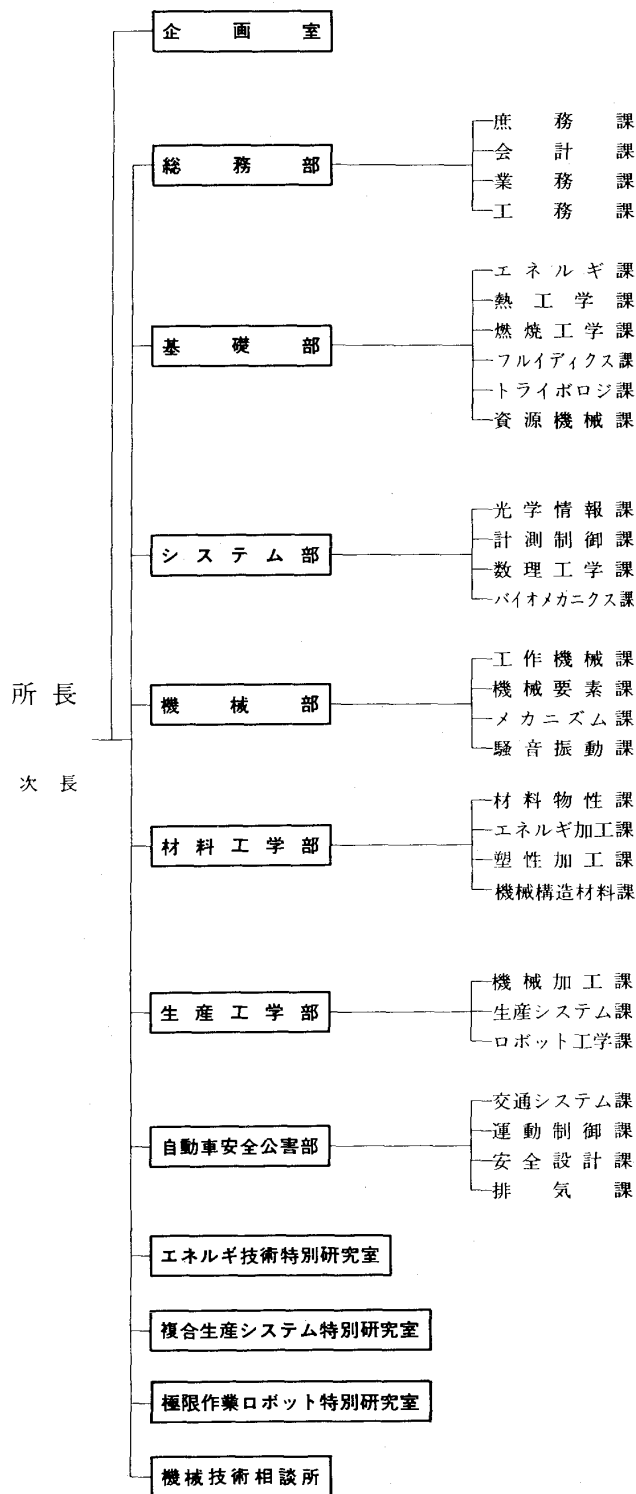 企画室
総務部
庶務課
会計課
業務課
工務課
基礎部
エネルギ課
熱工学課
燃焼工学課
フルイディクス課
トライボロジ課
資源機械課
システム部
光学情報課
計測制御課
数理工学課
バイオメカニクス課
所長
次長
機械部
工作機械課
機械要素課
メカニズム課
騒音振動課
材料工学部
材料物性課
エネルギ加工課
塑性加工課
機械構造材料課
生産工学部
機械加工課
生産システム課
ロボット工学課
自動車安全公害部
交通システム課
運動制御課
安全設計課
排気課
エネルギ技術特別研究室
複合生産システム特別研究室
極限作業ロボット特別研究室
機械技術相談所